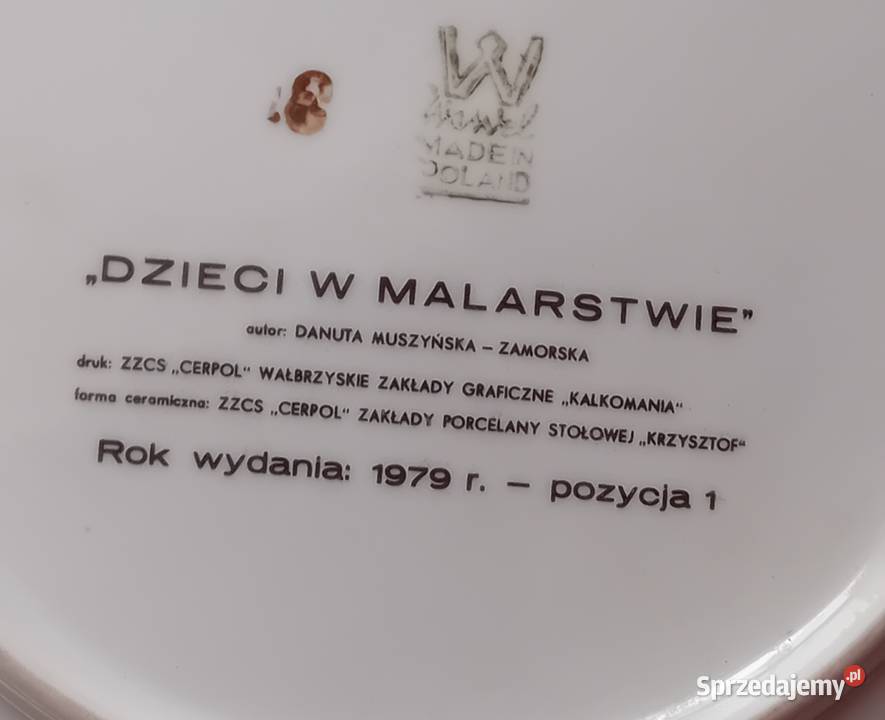 W
Wawel
MADE IN
POLAND
„DZIECI W MALARSTWIE”
autor: DANUTA MUSZYŃSKA – ZAMORSKA
druk: ZZCS „CERPOL” WAŁBRZYSKIE ZAKŁADY GRAFICZNE „KALKOMANIA”
forma ceramiczna: ZZCS „CERPOL” ZAKŁADY PORCELANY STOŁOWEJ „KRZYSZTOF”
Rok wydania: 1979 r. – pozycja 1
Sprzedajemy.pl